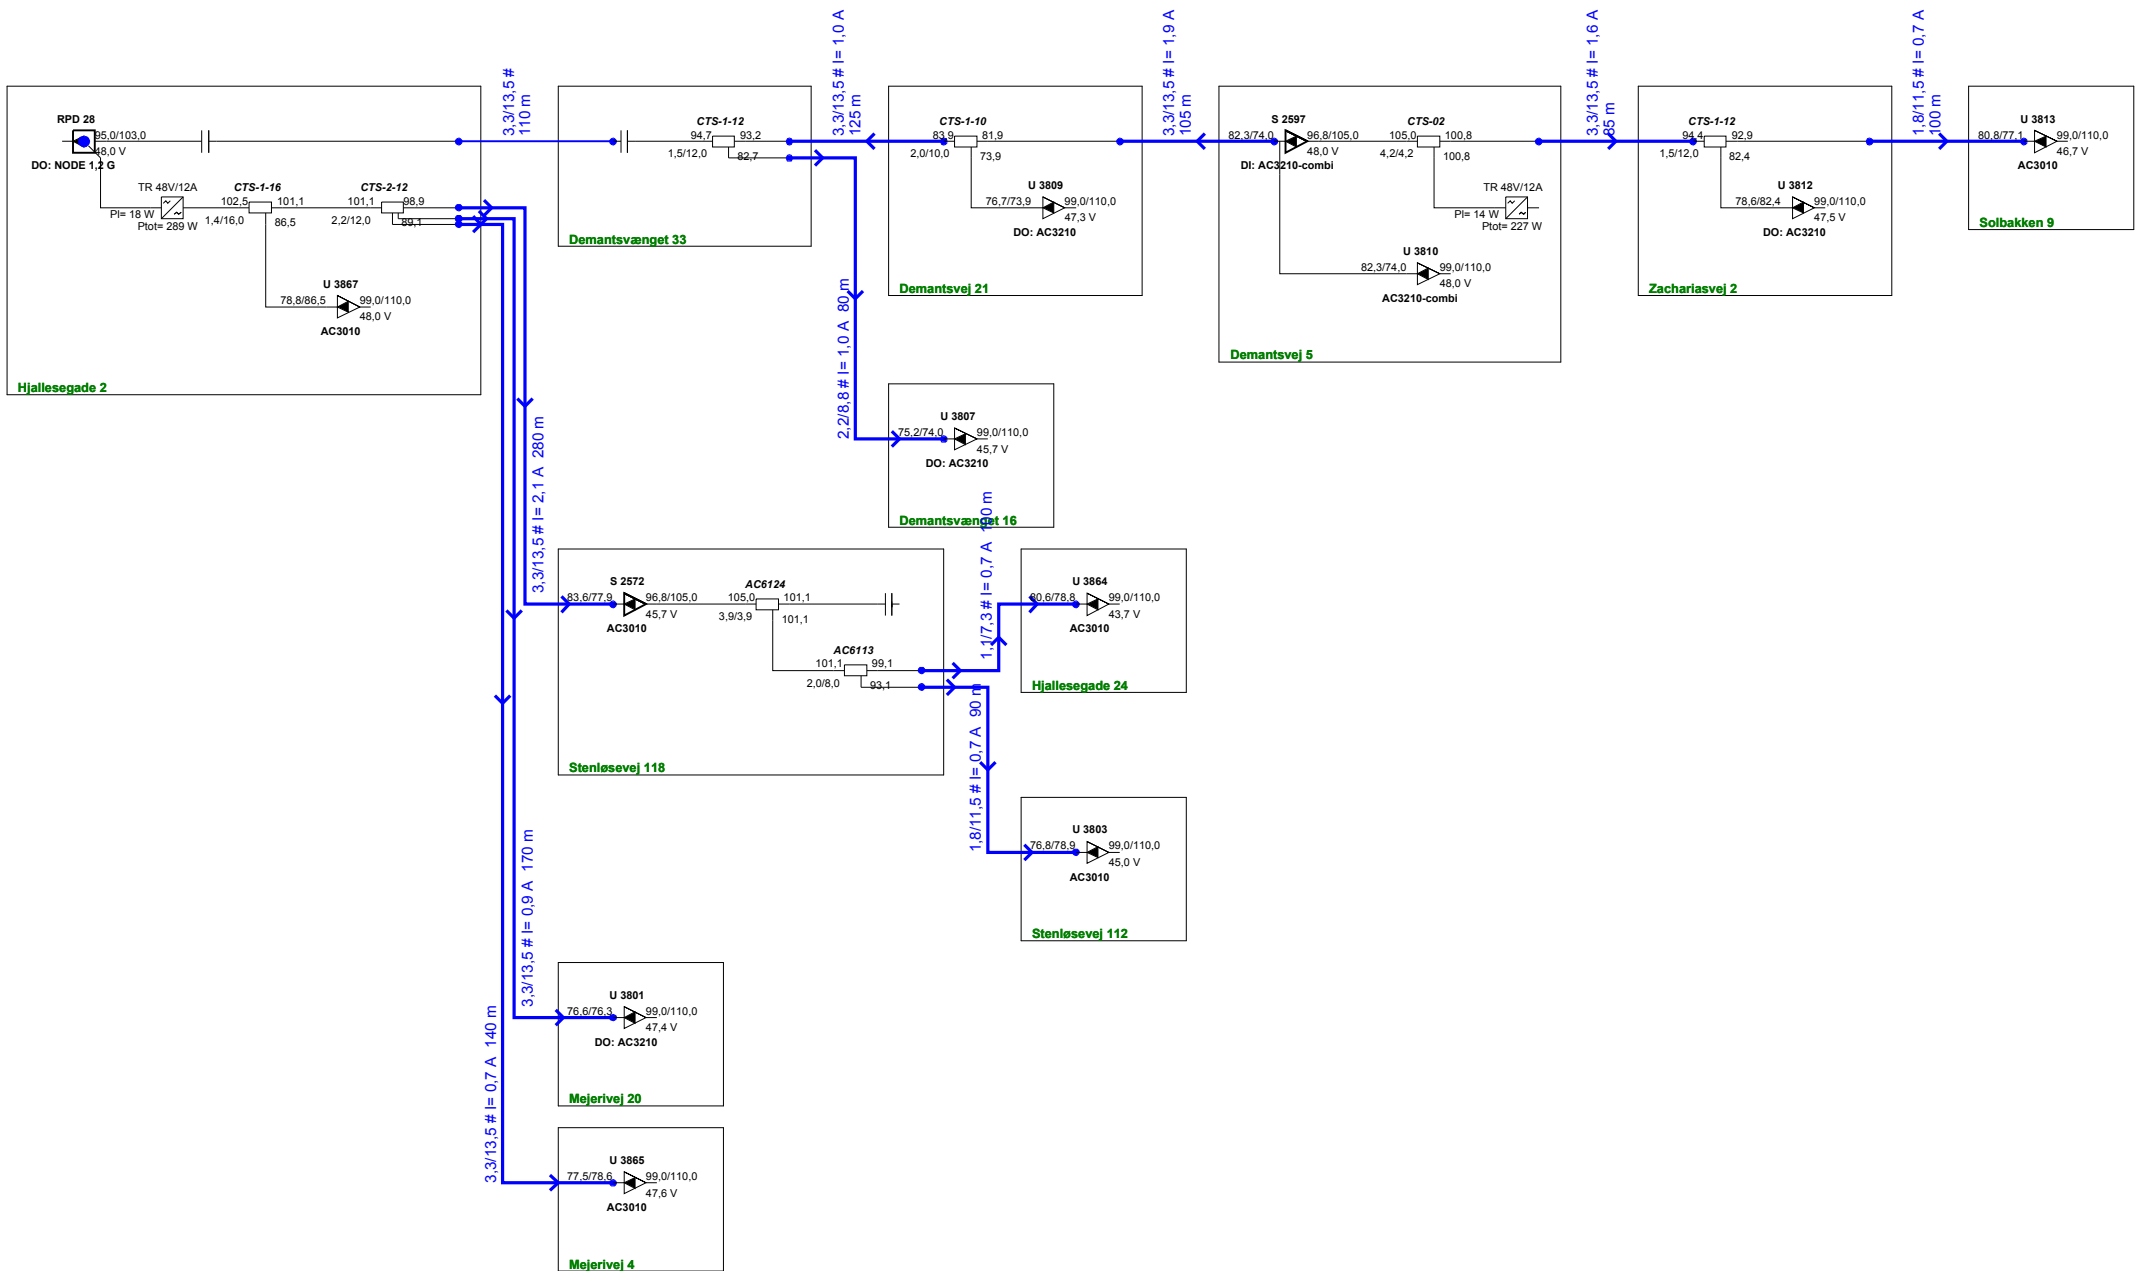 3,3/13,5 #
110 m
3,3/13,5 # I= 1,0 A
125 m
3,3/13,5 # I= 1,9 A
105 m
3,3/13,5 # I= 1,6 A
85 m
1,8/11,5 # I= 0,7 A
100 m
RPD 28
95,0/103,0
48,0 V
DO: NODE 1,2 G
TR 48V/12A
PI= 18 W
Ptot= 289 W
CTS-1-16
102,5
101,1
1,4/16,0
86,5
CTS-2-12
101,1
98,9
2,2/12,0
89,1
U 3867
78,8/86,5
99,0/110,0
48,0 V
AC3010
Hjallesegade 2
CTS-1-12
94,7
93,2
1,5/12,0
82,7
Demantsvænget 33
CTS-1-10
83,9
81,9
2,0/10,0
73,9
U 3809
76,7/73,9
99,0/110,0
47,3 V
DO: AC3210
Demantsvej 21
S 2597
82,3/74,0
96,8/105,0
48,0 V
DI: AC3210-combi
CTS-02
105,0
100,8
4,2/4,2
100,8
TR 48V/12A
PI= 14 W
Ptot= 227 W
U 3810
82,3/74,0
99,0/110,0
48,0 V
AC3210-combi
Demantsvej 5
CTS-1-12
94,4
92,9
1,5/12,0
82,4
U 3812
78,6/82,4
99,0/110,0
47,5 V
DO: AC3210
Zachariasvej 2
U 3813
80,8/77,1
99,0/110,0
46,7 V
AC3010
Solbakken 9
2,2/8,8 # I= 1,0 A 80 m
U 3807
75,2/74,0
99,0/110,0
45,7 V
DO: AC3210
Demantsvænget 16
3,3/13,5 # I= 2,1 A 280 m
S 2572
83,6/77,9
96,8/105,0
45,7 V
AC3010
AC6124
105,0
101,1
3,9/3,9
101,1
AC6113
101,1
99,1
2,0/8,0
93,1
Stenløsevej 118
1,1/7,3 # I= 0,7 A 100 m
U 3864
80,6/78,8
99,0/110,0
43,7 V
AC3010
Hjallesegade 24
1,8/11,5 # I= 0,7 A 90 m
U 3803
76,8/78,9
99,0/110,0
45,0 V
AC3010
Stenløsevej 112
3,3/13,5 # I= 0,9 A 170 m
U 3801
76,6/76,3
99,0/110,0
47,4 V
DO: AC3210
Mejerivej 20
3,3/13,5 # I= 0,7 A 140 m
U 3865
77,5/78,6
99,0/110,0
47,6 V
AC3010
Mejerivej 4